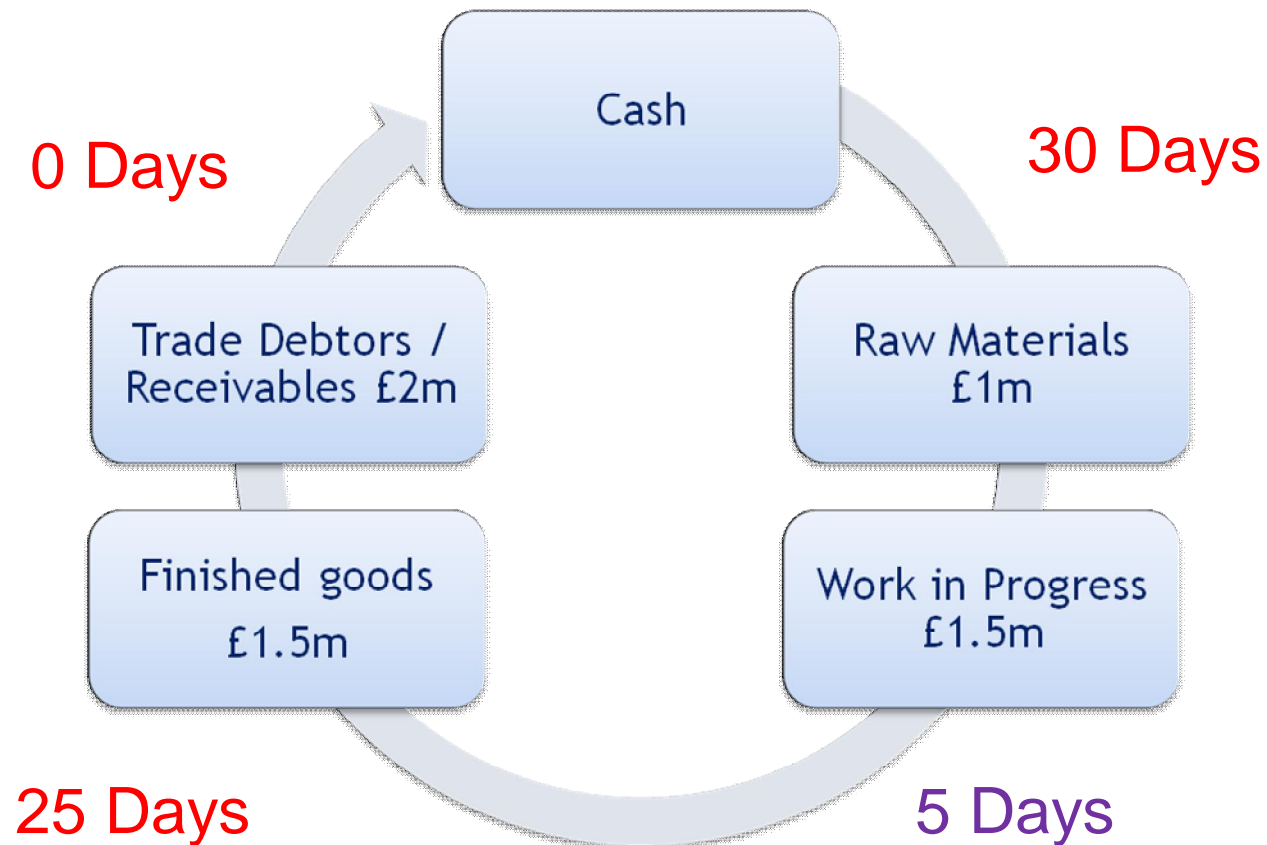 Cash
0 Days
30 Days
Trade Debtors /
Receivables £2m
Raw Materials
£1m
Finished goods
£1.5m
Work in Progress
£1.5m
25 Days
5 Days